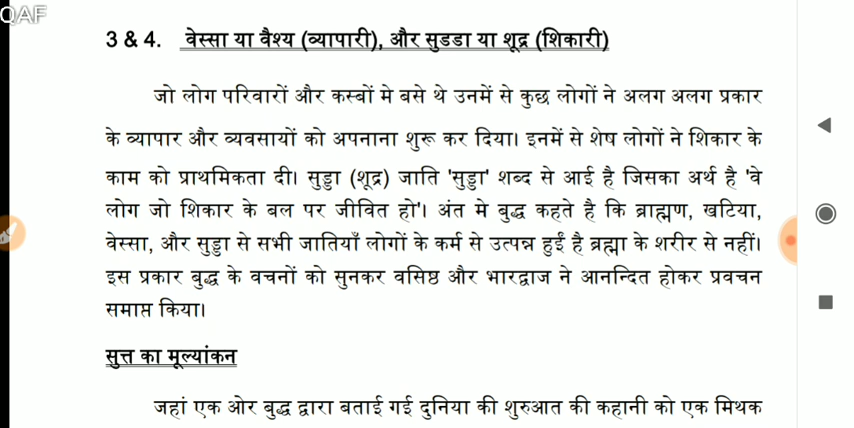 QAF
3 & 4. वेस्सा या वैश्य (व्यापारी), और सुडडा या शूद्र (शिकारी)
जो लोग परिवारों और कस्बों मे बसे थे उनमें से कुछ लोगों ने अलग अलग प्रकार
के व्यापार और व्यवसायों को अपनाना शुरू कर दिया। इनमें से शेष लोगों ने शिकार के
काम को प्राथमिकता दी। सुड्डा (शूद्र) जाति 'सुड्डा' शब्द से आई है जिसका अर्थ है 'वे
लोग जो शिकार के बल पर जीवित हो'। अंत मे बुद्ध कहते है कि ब्राह्मण, खटिया,
वेस्सा, और सुड्डा से सभी जातियाँ लोगों के कर्म से उत्पन्न हुईं है ब्रह्मा के शरीर से नहीं।
इस प्रकार बुद्ध के वचनों को सुनकर वसिष्ठ और भारद्वाज ने आनन्दित होकर प्रवचन
समाप्त किया।
सुत्त का मूल्यांकन
जहां एक ओर बुद्ध द्वारा बताई गई दुनिया की शुरुआत की कहानी को एक मिथक